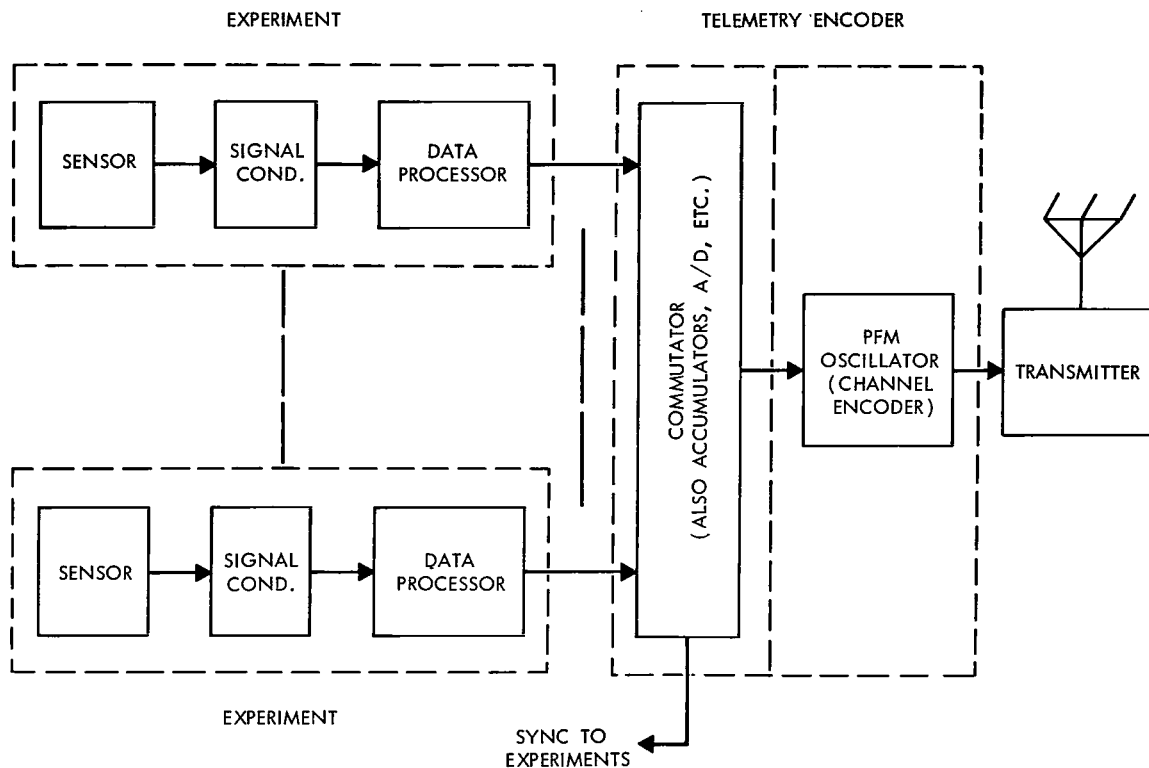 EXPERIMENT
TELEMETRY ENCODER
SENSOR
SIGNAL
COND.
DATA
PROCESSOR
COMMUTATOR
(ALSO ACCUMULATORS, A/D, ETC.)
PFM
OSCILLATOR
(CHANNEL
ENCODER)
TRANSMITTER
SENSOR
SIGNAL
COND.
DATA
PROCESSOR
EXPERIMENT
SYNC TO
EXPERIMENTS